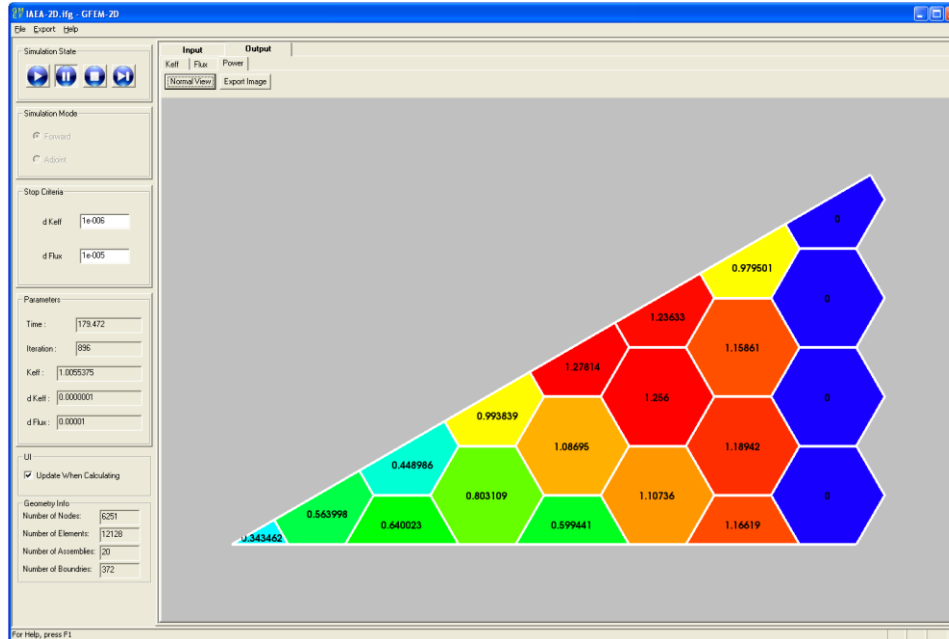 IAEA-2D.ifg - GFEM-2D
File Export Help
Simulation State
Simulation Mode
Forward
Adjoint
Stop Criteria
d Keff 1e-006
d Flux 1e-005
Parameters
Time : 179.472
Iteration : 896
Keff : 1.0055375
d Keff : 0.0000001
d Flux : 0.00001
UI
Update When Calculating
Geometry Info
Number of Nodes: 6251
Number of Elements: 12128
Number of Assemblies: 20
Number of Boundries: 372
Input Output
Keff Flux Power
Normal View Export Image
0
0.979501
0
1.23633
1.15861
1.27814
1.256
0
0.993839
1.08695
1.18942
0.448986
0.803109
1.10736
0
0.563998
0.640023
0.599441
1.16619
0.343462
For Help, press F1